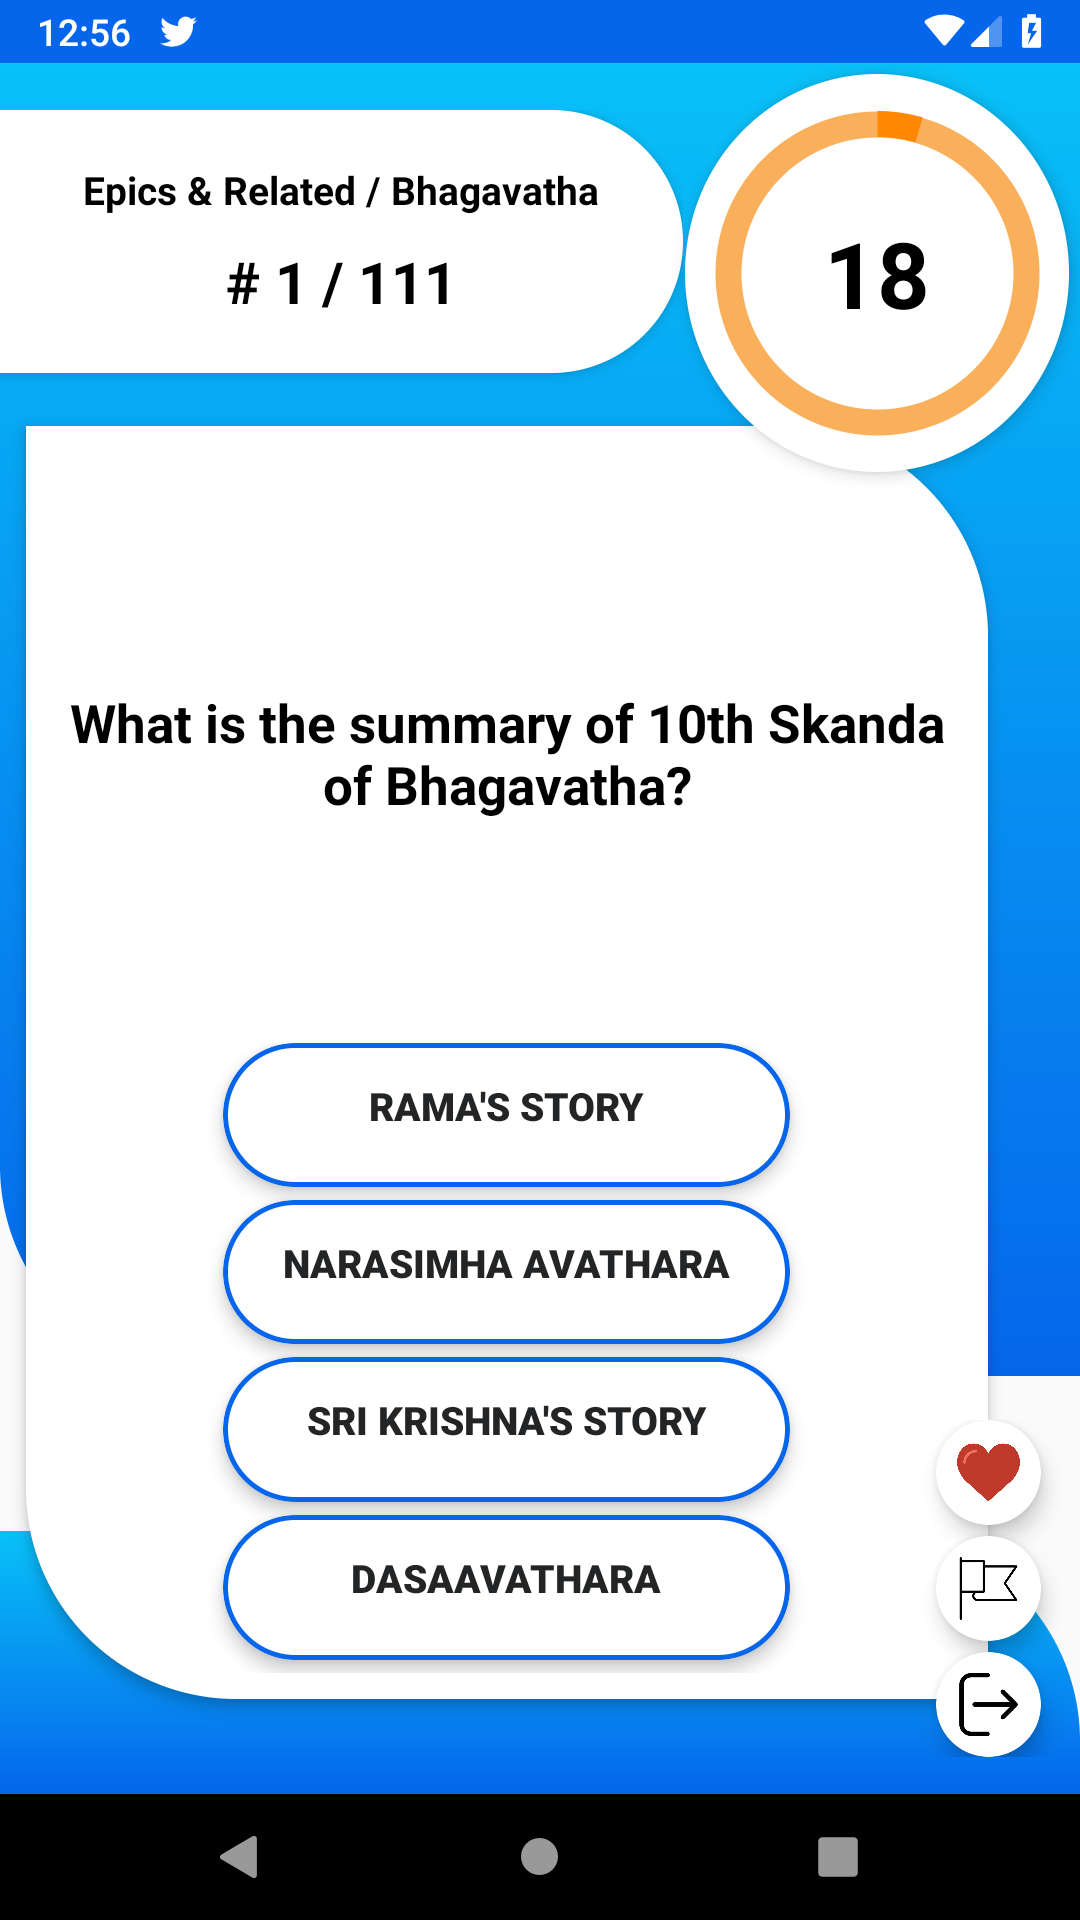 12:56
Epics & Related / Bhagavatha
# 1 / 111
18
What is the summary of 10th Skanda
of Bhagavatha?
RAMA'S STORY
NARASIMHA AVATHARA
SRI KRISHNA'S STORY
DASAAVATHARA